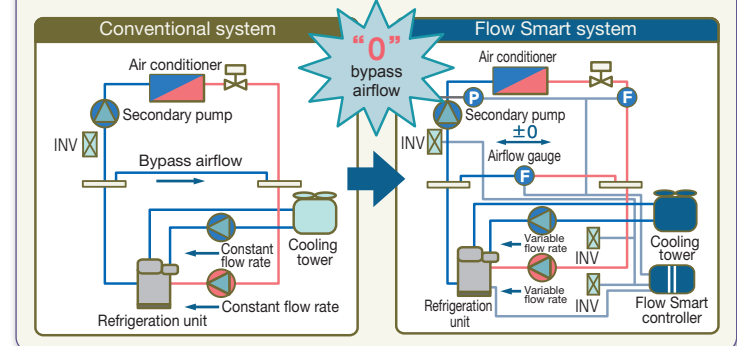 Conventional system
Air conditioner
Secondary pump
INV
Bypass airflow
Constant
flow rate
Cooling
tower
Constant flow rate
Refrigeration unit
“0”
bypass
airflow
Flow Smart system
Air conditioner
P
F
Secondary pump
±0
INV
Airflow gauge
F
Variable
flow rate
INV
Cooling
tower
Variable
flow rate
INV
Refrigeration
unit
Flow Smart
controller